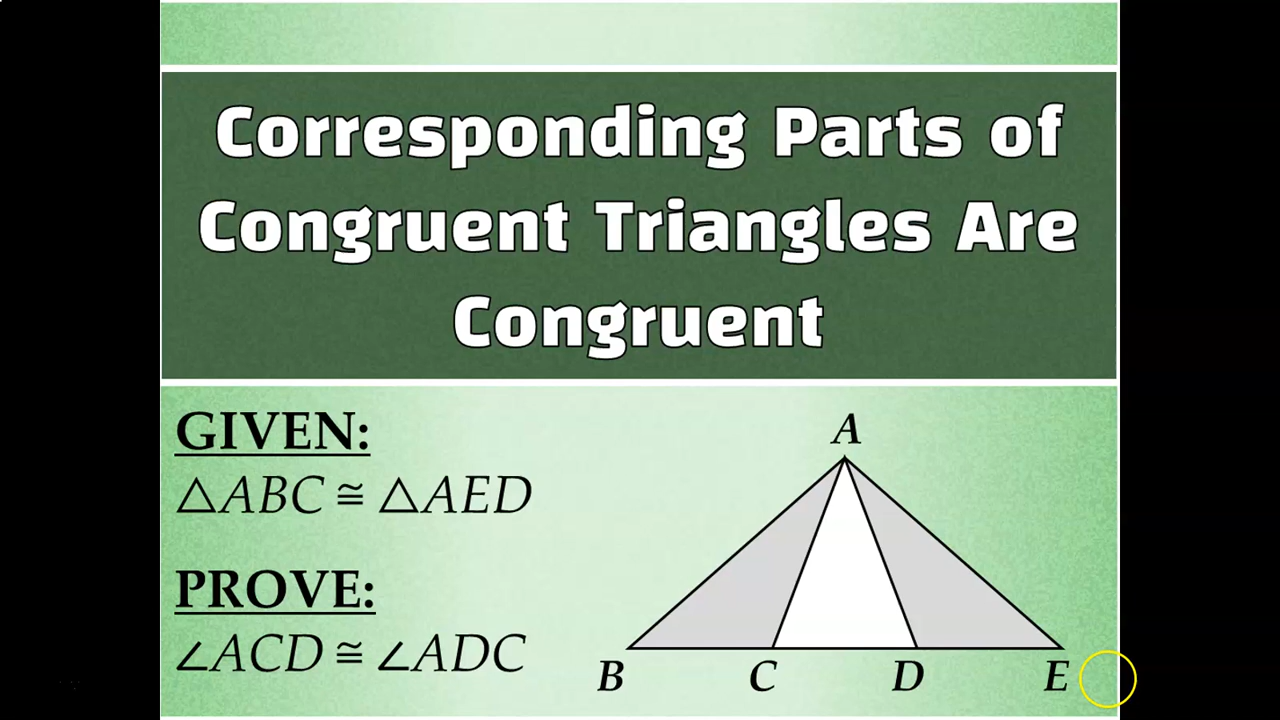 Corresponding Parts of
Congruent Triangles Are
Congruent
GIVEN:
△ABC ≅ △AED
PROVE:
∠ACD ≅ ∠ADC
A
B C D E